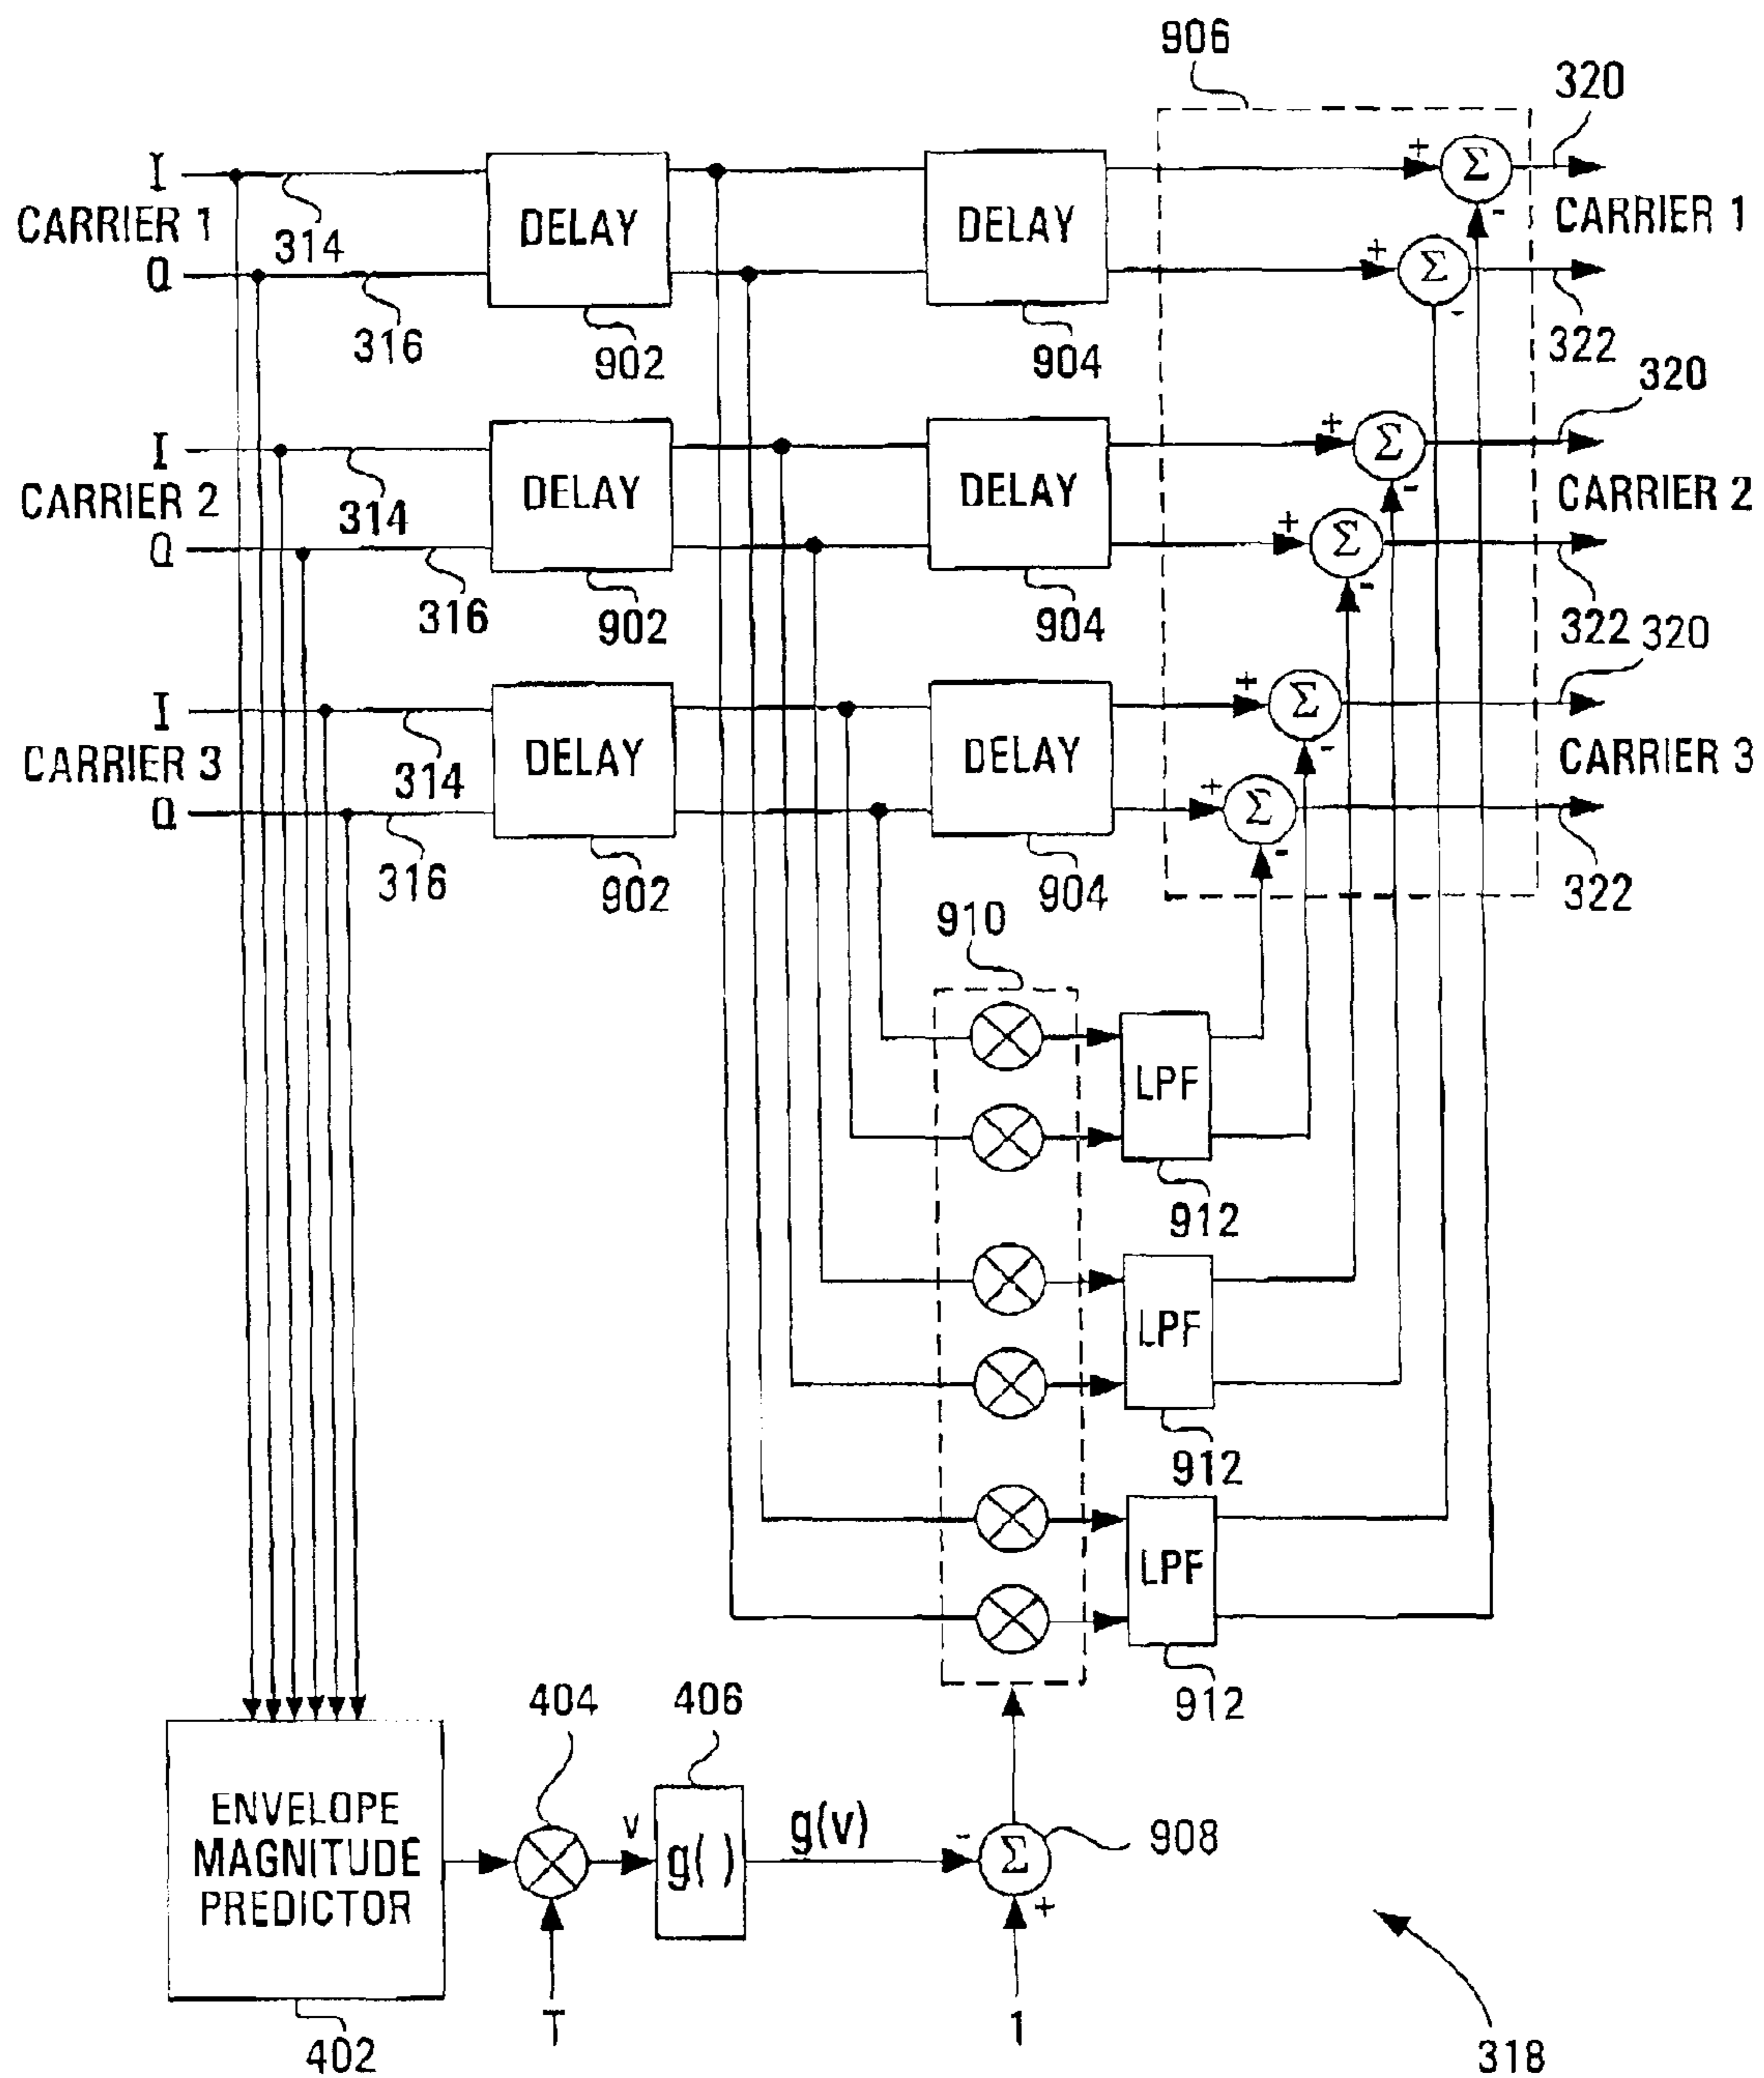 906
320
I
CARRIER 1
Q
314
316
DELAY
902
DELAY
904
+
Σ
-
+
Σ
-
CARRIER 1
322
320
I
CARRIER 2
Q
314
316
DELAY
902
DELAY
904
+
Σ
-
+
Σ
-
CARRIER 2
322
320
I
CARRIER 3
Q
314
316
DELAY
902
DELAY
904
+
Σ
-
+
Σ
-
CARRIER 3
322
910
LPF
912
LPF
912
LPF
912
ENVELOPE
MAGNITUDE
PREDICTOR
402
404
T
v
406
g( )
g(v)
-
Σ
+
908
1
318